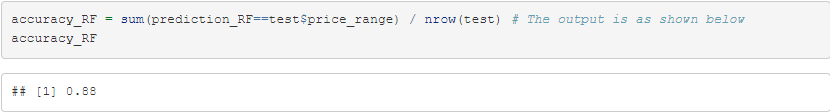 accuracy_RF = sum(prediction_RF==test$price_range) / nrow(test) # The output is as shown below
accuracy_RF
## [1] 0.88